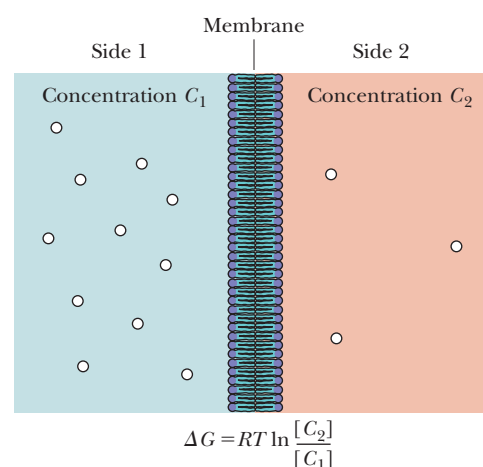 Membrane
Side 1
Side 2
Concentration C₁
Concentration C₂
ΔG = RT ln [C₂]/[C₁]